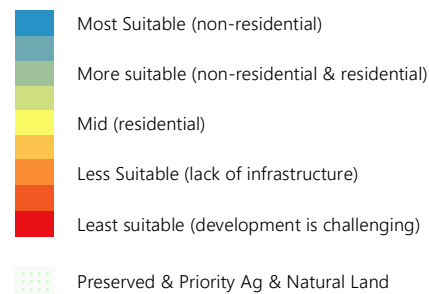 Most Suitable (non-residential)
More suitable (non-residential & residential)
Mid (residential)
Less Suitable (lack of infrastructure)
Least suitable (development is challenging)
Preserved & Priority Ag & Natural Land